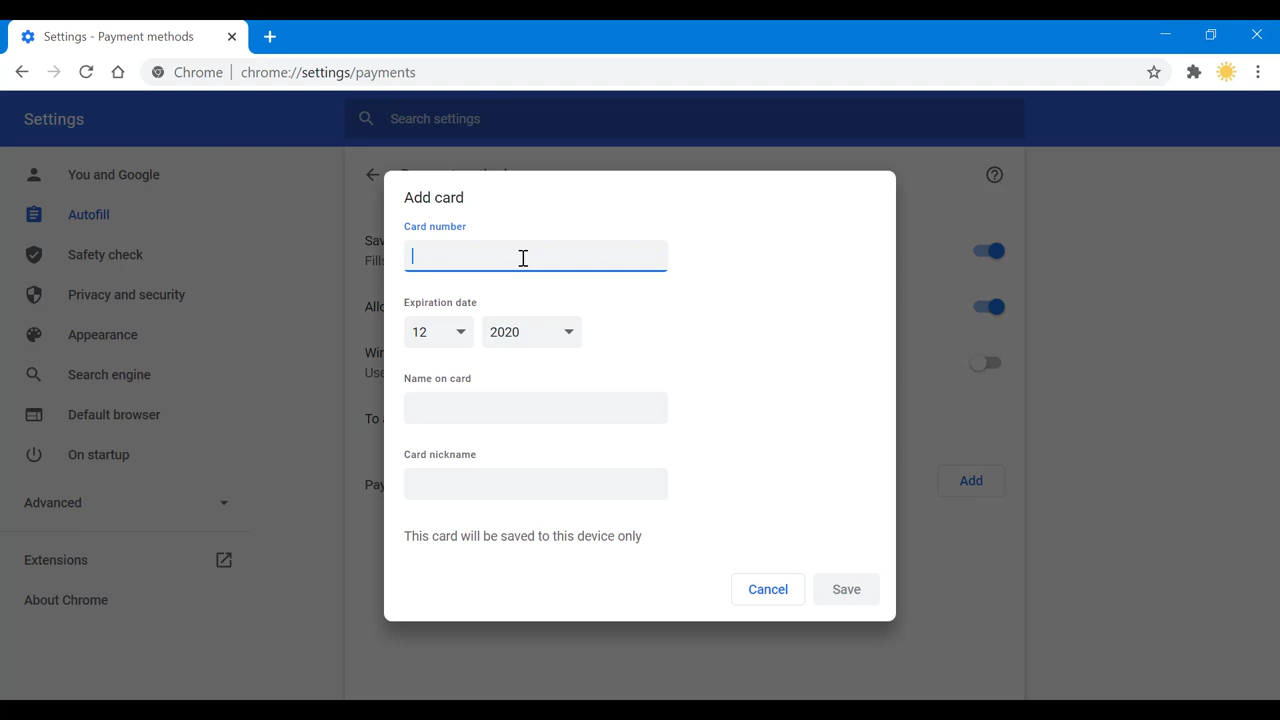 Settings - Payment methods
Chrome | chrome://settings/payments
Settings
Search settings
You and Google
Autofill
Safety check
Privacy and security
Appearance
Search engine
Default browser
On startup
Advanced
Extensions
About Chrome
Add card
Card number
Expiration date
12 2020
Name on card
Card nickname
This card will be saved to this device only
Cancel Save
Add